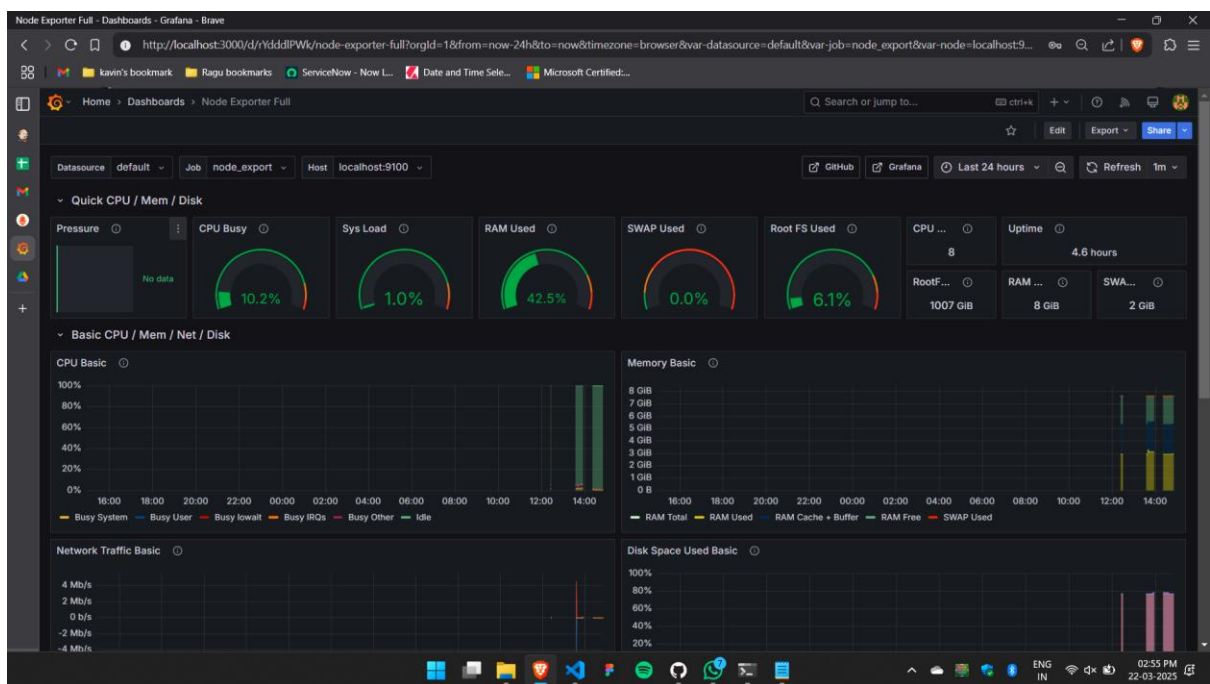 Node Exporter Full - Dashboards - Grafana - Brave
http://localhost:3000/d/rYdddlPWk/node-exporter-full?orgId=1&from=now-24h&to=now&timezone=browser&var-datasource=default&var-job=node_export&var-node=localhost:9...
kavin's bookmark Ragu bookmarks ServiceNow - Now L... Date and Time Sele... Microsoft Certified:...
Home > Dashboards > Node Exporter Full Search or jump to... ctrl+k
Edit Export Share
Datasource default Job node_export Host localhost:9100 GitHub Grafana Last 24 hours Refresh 1m
Quick CPU / Mem / Disk
Pressure CPU Busy Sys Load RAM Used SWAP Used Root FS Used CPU ... Uptime
8 4.6 hours
No data 10.2% 1.0% 42.5% 0.0% 6.1%
RootF... RAM ... SWA...
1007 GiB 8 GiB 2 GiB
Basic CPU / Mem / Net / Disk
CPU Basic
100%
80%
60%
40%
20%
0%
16:00 18:00 20:00 22:00 00:00 02:00 04:00 06:00 08:00 10:00 12:00 14:00
Busy System Busy User Busy Iowait Busy IRQs Busy Other Idle
Memory Basic
8 GiB
7 GiB
6 GiB
5 GiB
4 GiB
3 GiB
2 GiB
1 GiB
0 B
16:00 18:00 20:00 22:00 00:00 02:00 04:00 06:00 08:00 10:00 12:00 14:00
RAM Total RAM Used RAM Cache + Buffer RAM Free SWAP Used
Network Traffic Basic
4 Mb/s
2 Mb/s
0 b/s
-2 Mb/s
-4 Mb/s
Disk Space Used Basic
100%
80%
60%
40%
20%
7
ENG
IN
02:55 PM
22-03-2025